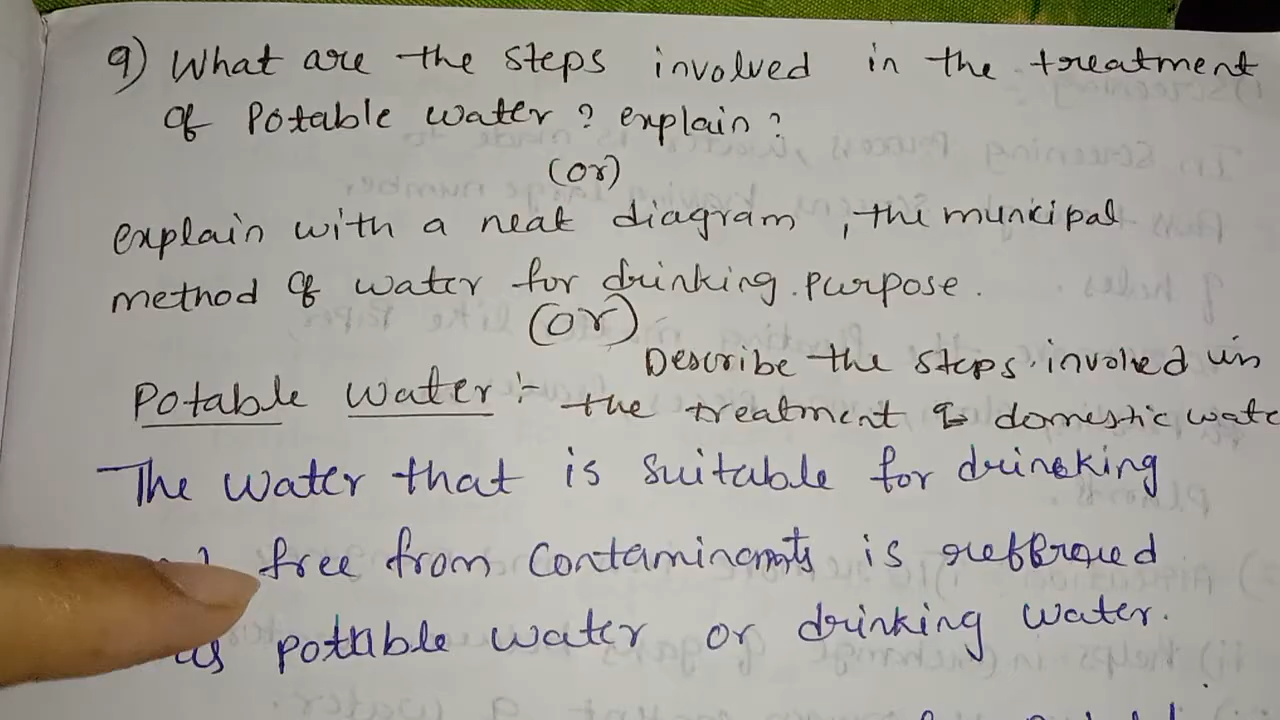 9) What are the steps involved in the treatment
of Potable water ? explain ?
(or)
explain with a neat diagram , the municipal
method of water for drinking purpose.
(or)
Describe the steps involved in
Potable water :- the treatment of domestic wate
The water that is suitable for drinking
free from Contaminants is reffered
as potable water or drinking water.